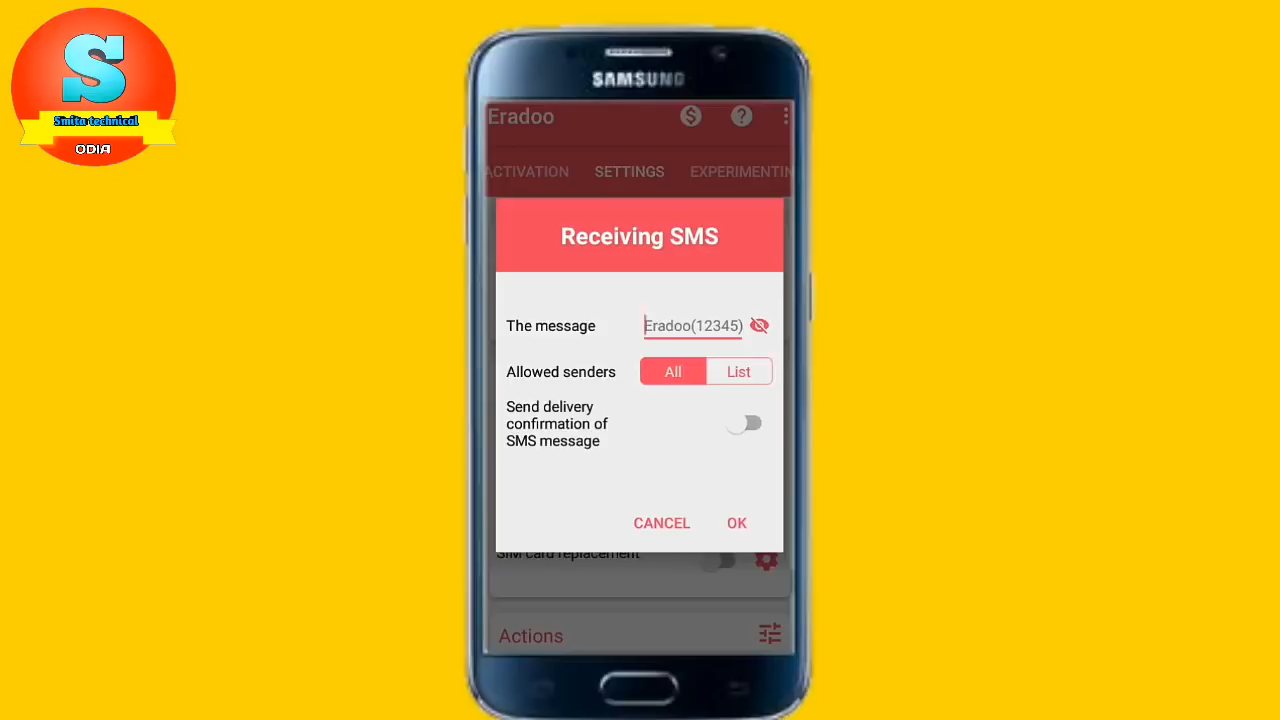 S
Smita technical
ODIA
SAMSUNG
Eradoo
ACTIVATION SETTINGS EXPERIMENTIN
Receiving SMS
The message Eradoo(12345)
Allowed senders All List
Send delivery
confirmation of
SMS message
CANCEL OK
SIM card replacement
Actions